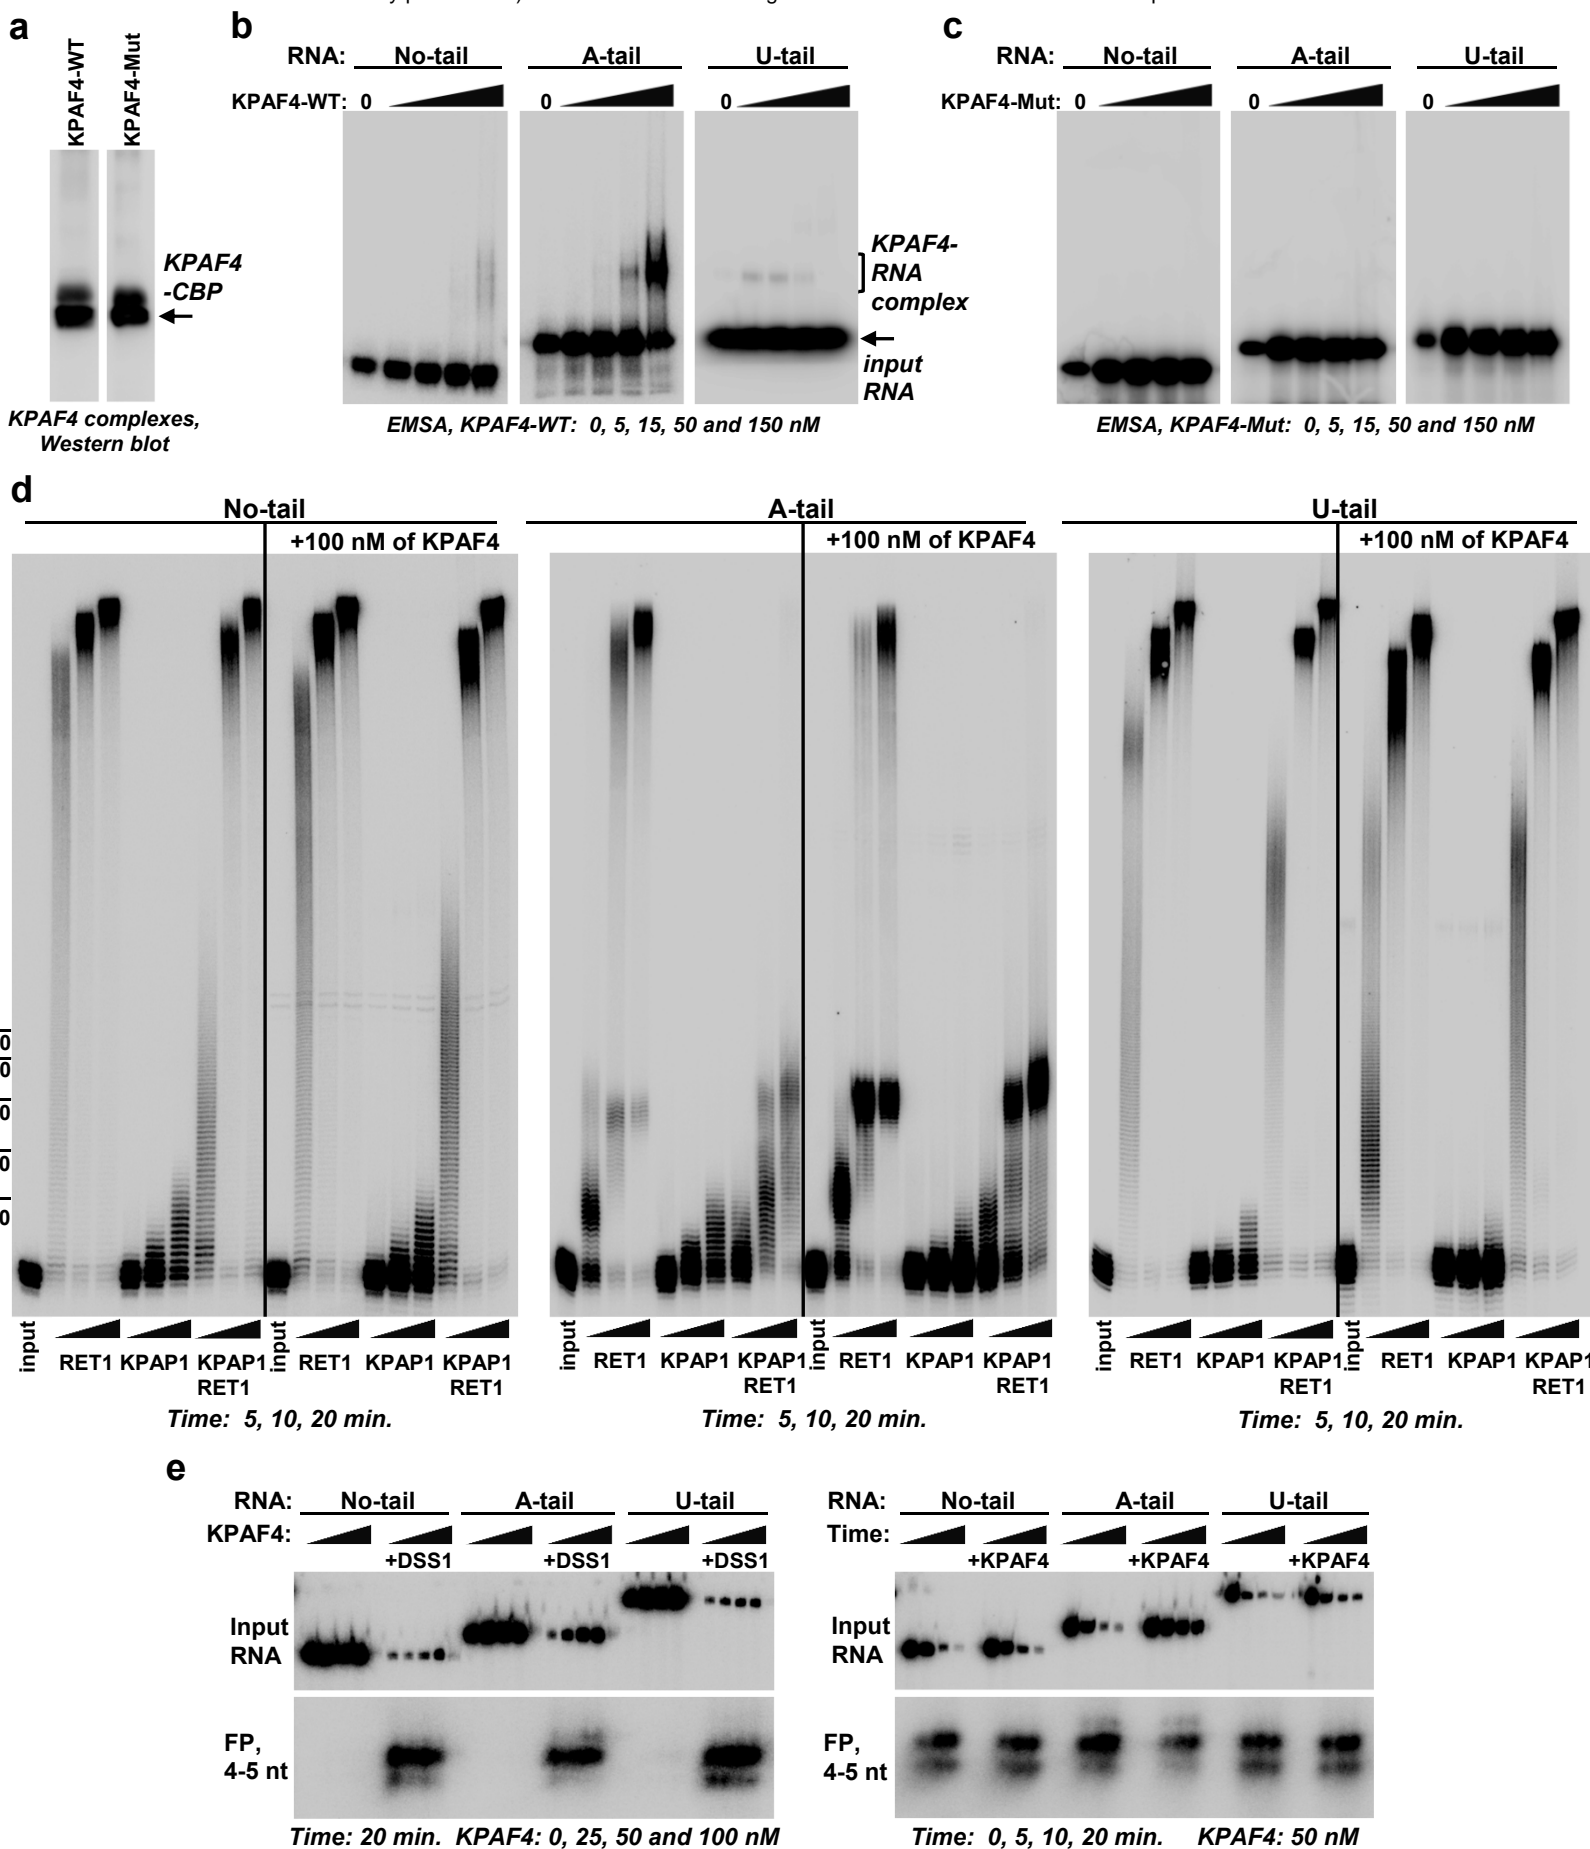 a
KPAF4-WT
KPAF4-Mut
KPAF4
-CBP
KPAF4 complexes,
Western blot
b
RNA: No-tail A-tail U-tail
KPAF4-WT: 0 0 0
KPAF4-
RNA
complex
input
RNA
EMSA, KPAF4-WT: 0, 5, 15, 50 and 150 nM
c
RNA: No-tail A-tail U-tail
KPAF4-Mut: 0 0 0
EMSA, KPAF4-Mut: 0, 5, 15, 50 and 150 nM
d
No-tail A-tail U-tail
+100 nM of KPAF4 +100 nM of KPAF4 +100 nM of KPAF4
0
0
0
0
0
input RET1 KPAP1 KPAP1 input RET1 KPAP1 KPAP1
RET1 RET1
Time: 5, 10, 20 min.
input RET1 KPAP1 KPAP1 input RET1 KPAP1 KPAP1
RET1 RET1
Time: 5, 10, 20 min.
input RET1 KPAP1 KPAP1 input RET1 KPAP1 KPAP1
RET1 RET1
Time: 5, 10, 20 min.
e
RNA: No-tail A-tail U-tail
KPAF4:
+DSS1 +DSS1 +DSS1
Input
RNA
FP,
4-5 nt
Time: 20 min. KPAF4: 0, 25, 50 and 100 nM
RNA: No-tail A-tail U-tail
Time:
+KPAF4 +KPAF4 +KPAF4
Input
RNA
FP,
4-5 nt
Time: 0, 5, 10, 20 min. KPAF4: 50 nM